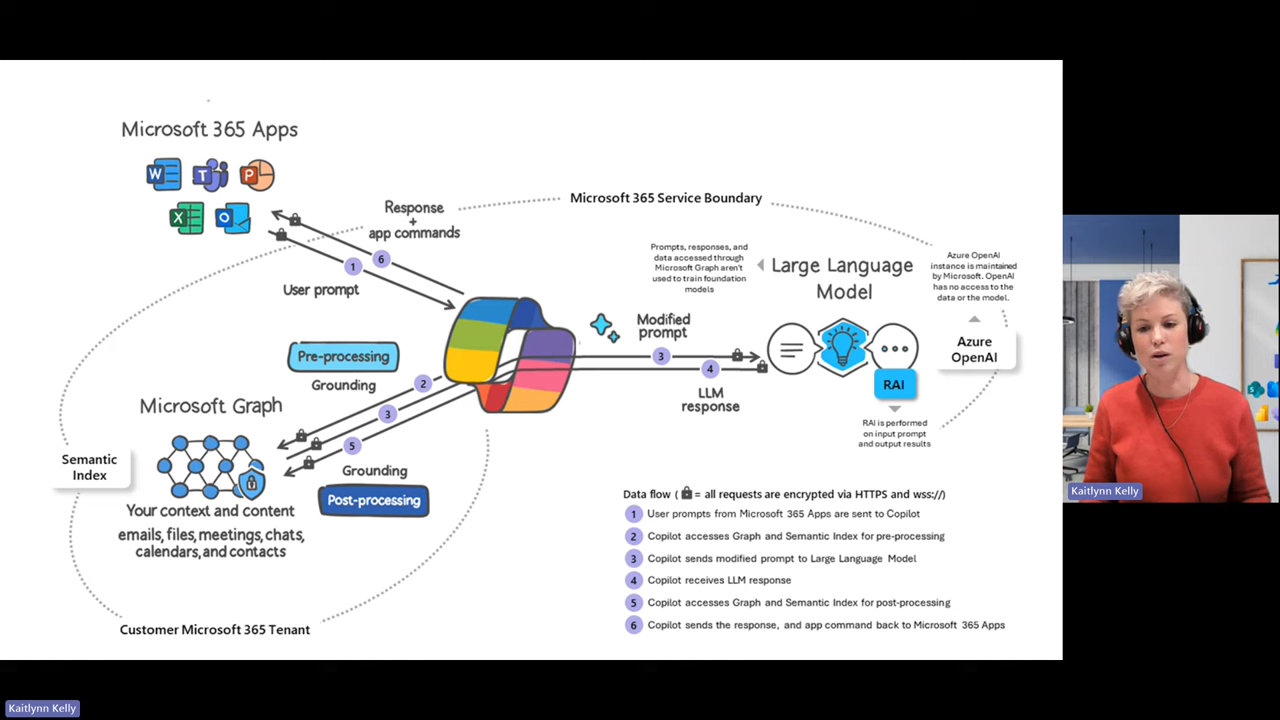 Microsoft 365 Apps
W
T
P
X
O
Response
+
app commands
6
1
User prompt
Microsoft 365 Service Boundary
Prompts, responses, and
data accessed through
Microsoft Graph aren't
used to train foundation
models
Large Language
Model
Azure OpenAI
instance is maintained
by Microsoft. OpenAI
has no access to the
data or the model.
Azure
OpenAI
Modified
prompt
3
4
LLM
response
RAI
RAI is performed
on input prompt
and output results
Pre-processing
Grounding
2
3
5
Microsoft Graph
Semantic
Index
Grounding
Post-processing
Your context and content
emails, files, meetings, chats,
calendars, and contacts
Customer Microsoft 365 Tenant
Data flow ( = all requests are encrypted via HTTPS and wss://)
1 User prompts from Microsoft 365 Apps are sent to Copilot
2 Copilot accesses Graph and Semantic Index for pre-processing
3 Copilot sends modified prompt to Large Language Model
4 Copilot receives LLM response
5 Copilot accesses Graph and Semantic Index for post-processing
6 Copilot sends the response, and app command back to Microsoft 365 Apps
Kaitlynn Kelly
Kaitlynn Kelly